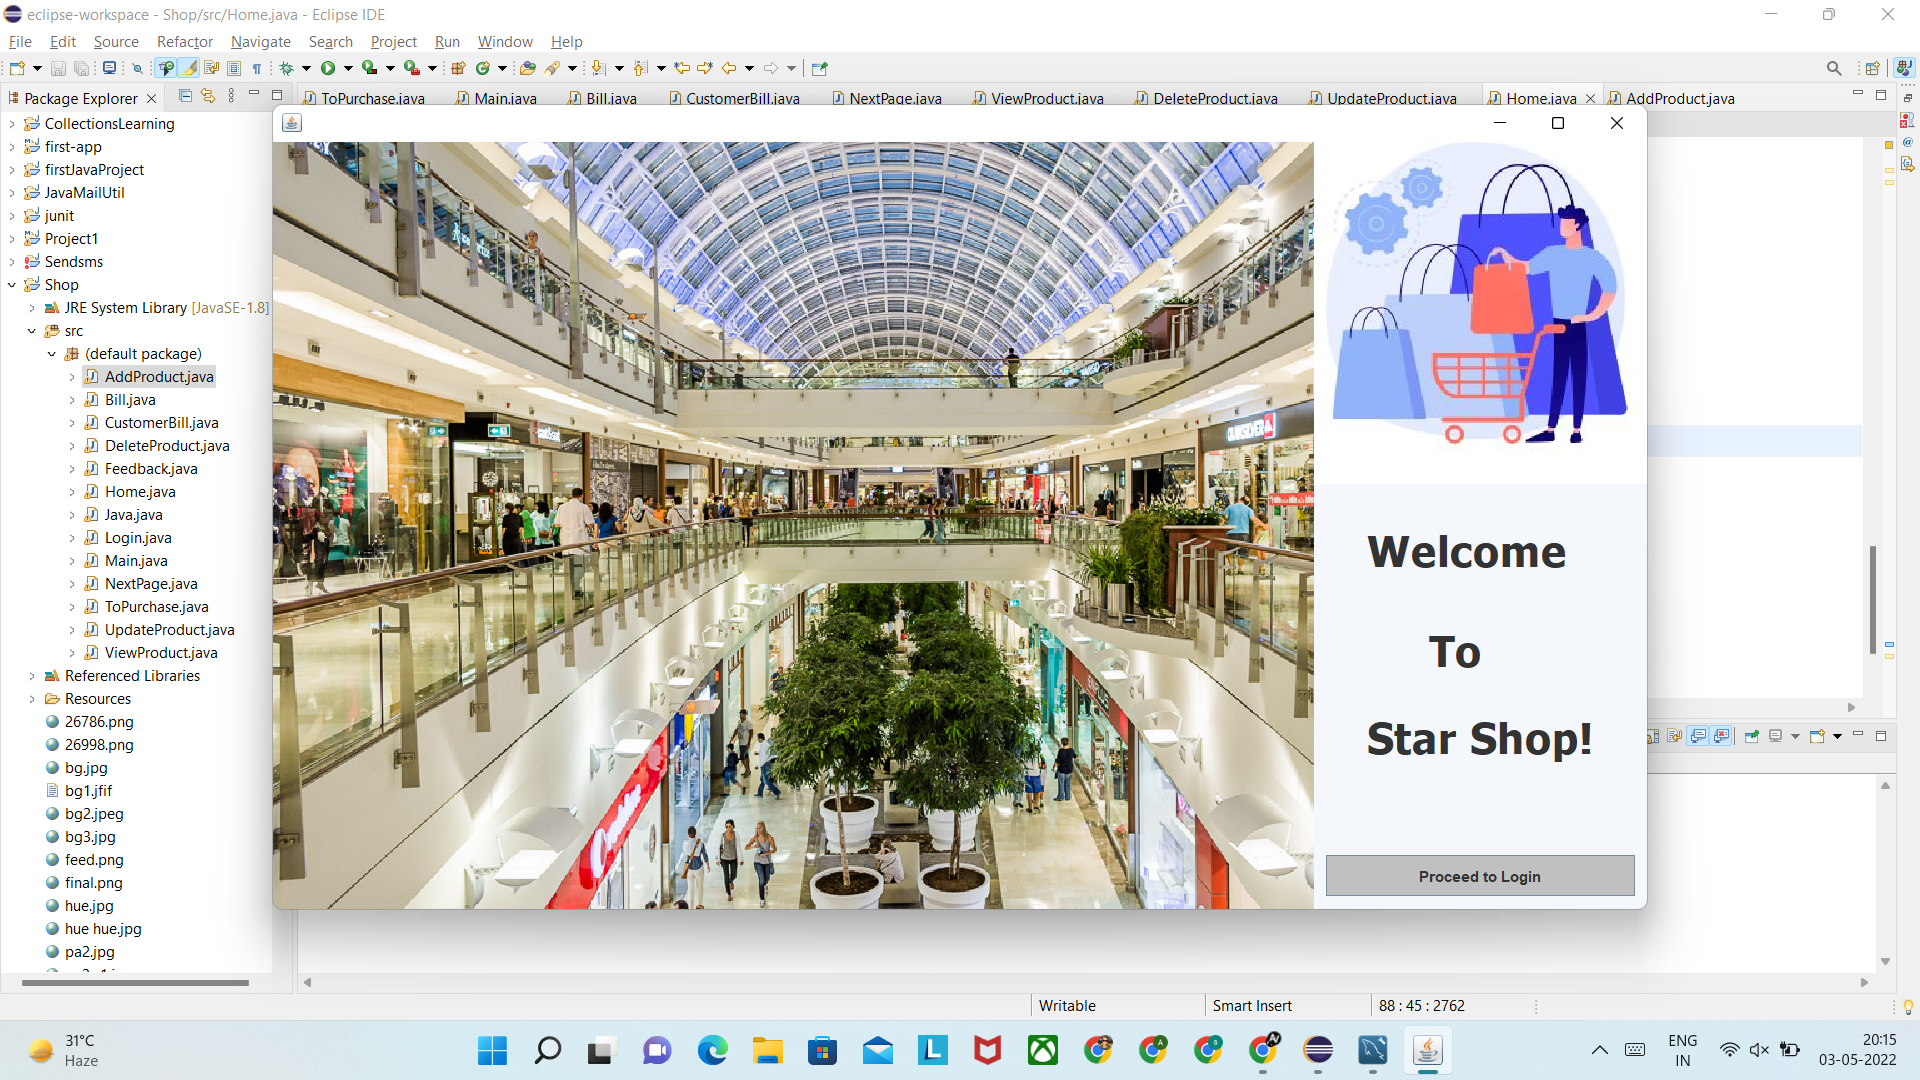 eclipse-workspace - Shop/src/Home.java - Eclipse IDE
File Edit Source Refactor Navigate Search Project Run Window Help
Package Explorer
ToPurchase.java Main.java Bill.java CustomerBill.java NextPage.java ViewProduct.java DeleteProduct.java UpdateProduct.java Home.java AddProduct.java
CollectionsLearning
first-app
firstJavaProject
JavaMailUtil
junit
Project1
Sendsms
Shop
JRE System Library [JavaSE-1.8]
src
(default package)
AddProduct.java
Bill.java
CustomerBill.java
DeleteProduct.java
Feedback.java
Home.java
Java.java
Login.java
Main.java
NextPage.java
ToPurchase.java
UpdateProduct.java
ViewProduct.java
Referenced Libraries
Resources
26786.png
26998.png
bg.jpg
bg1.jfif
bg2.jpeg
bg3.jpg
feed.png
final.png
hue.jpg
hue hue.jpg
pa2.jpg
QUIKSILVER
Welcome
To
Star Shop!
Proceed to Login
Writable
Smart Insert
88 : 45 : 2762
31°C
Haze
ENG
IN
20:15
03-05-2022